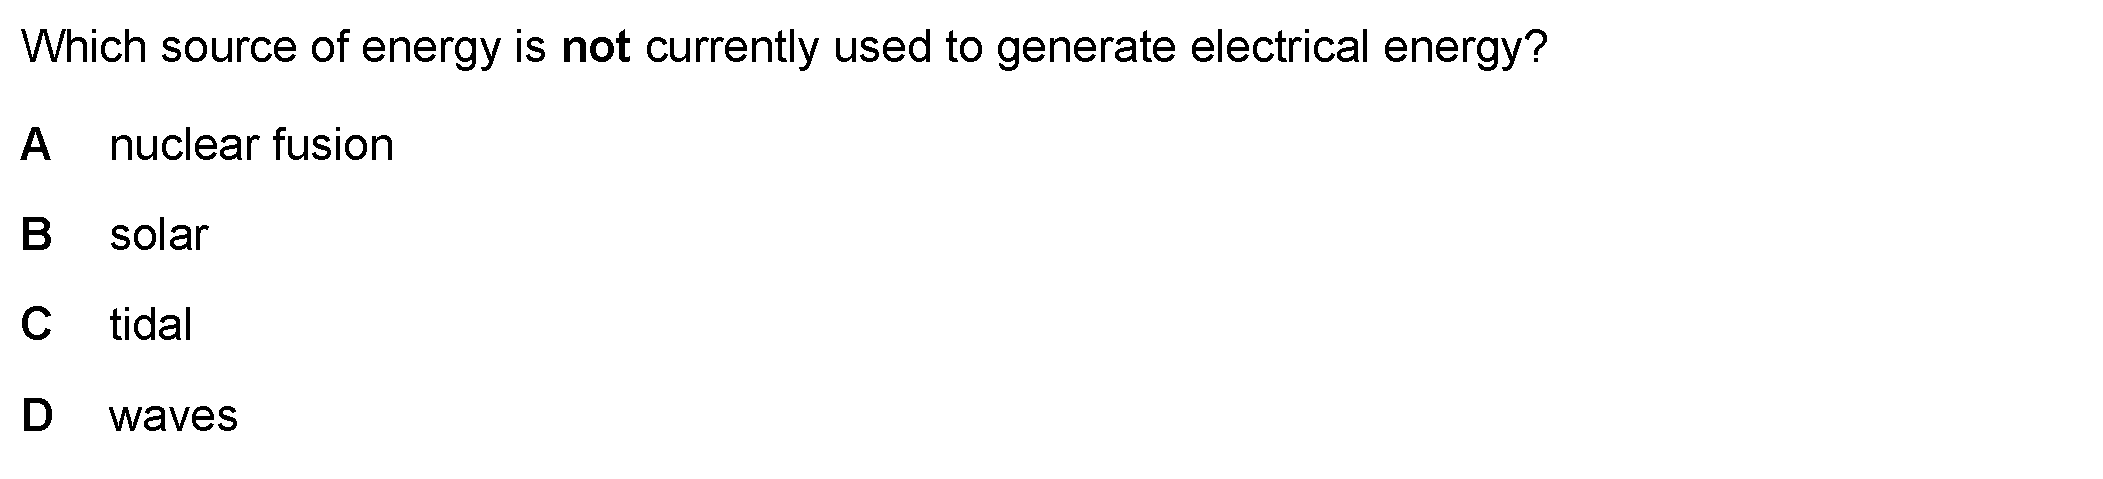 Which source of energy is not currently used to generate electrical energy?
A nuclear fusion
B solar
C tidal
D waves